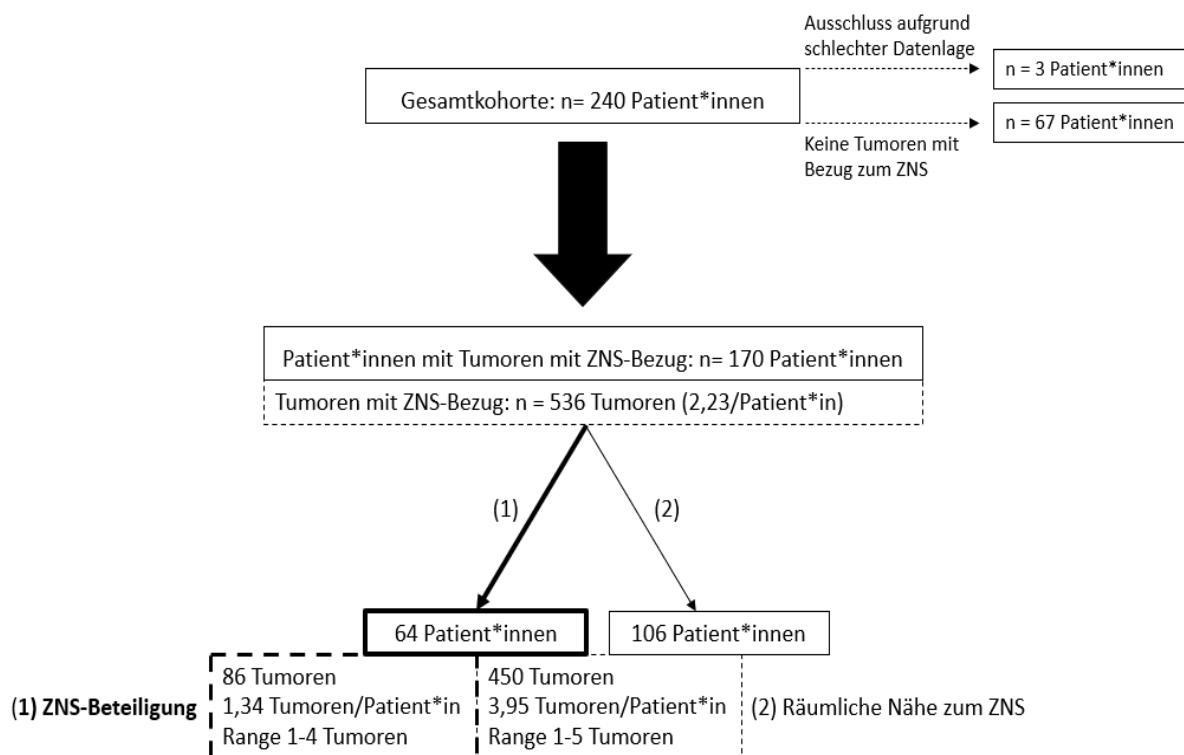 Ausschluss aufgrund
schlechter Datenlage
n = 3 Patient*innen
Gesamtkohorte: n= 240 Patient*innen
n = 67 Patient*innen
Keine Tumoren mit
Bezug zum ZNS
Patient*innen mit Tumoren mit ZNS-Bezug: n= 170 Patient*innen
Tumoren mit ZNS-Bezug: n = 536 Tumoren (2,23/Patient*in)
(1)
(2)
64 Patient*innen
106 Patient*innen
(1) ZNS-Beteiligung
86 Tumoren
1,34 Tumoren/Patient*in
Range 1-4 Tumoren
450 Tumoren
3,95 Tumoren/Patient*in
Range 1-5 Tumoren
(2) Räumliche Nähe zum ZNS